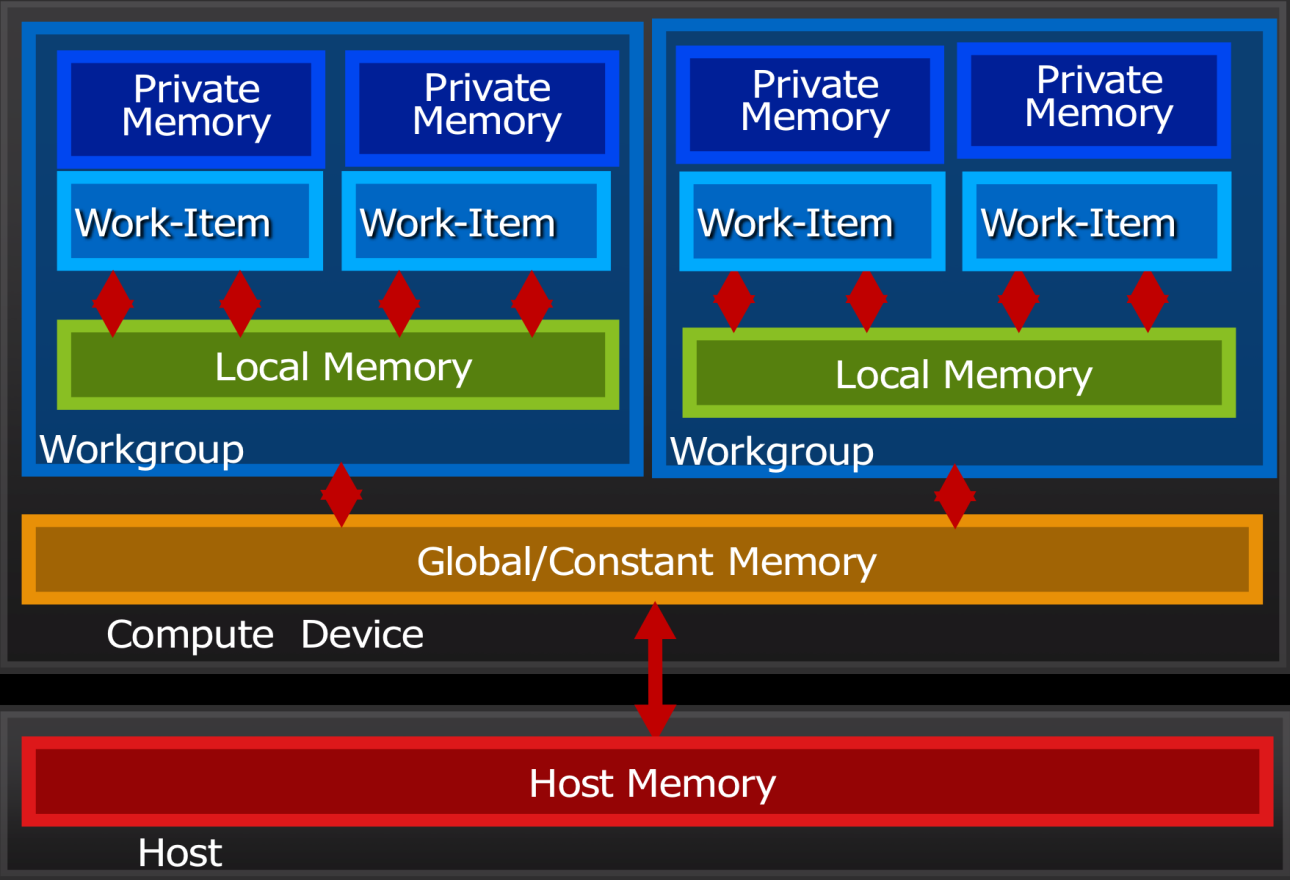 Private
Memory
Private
Memory
Private
Memory
Private
Memory
Work-Item
Work-Item
Work-Item
Work-Item
Local Memory
Local Memory
Workgroup
Workgroup
Global/Constant Memory
Compute Device
Host Memory
Host